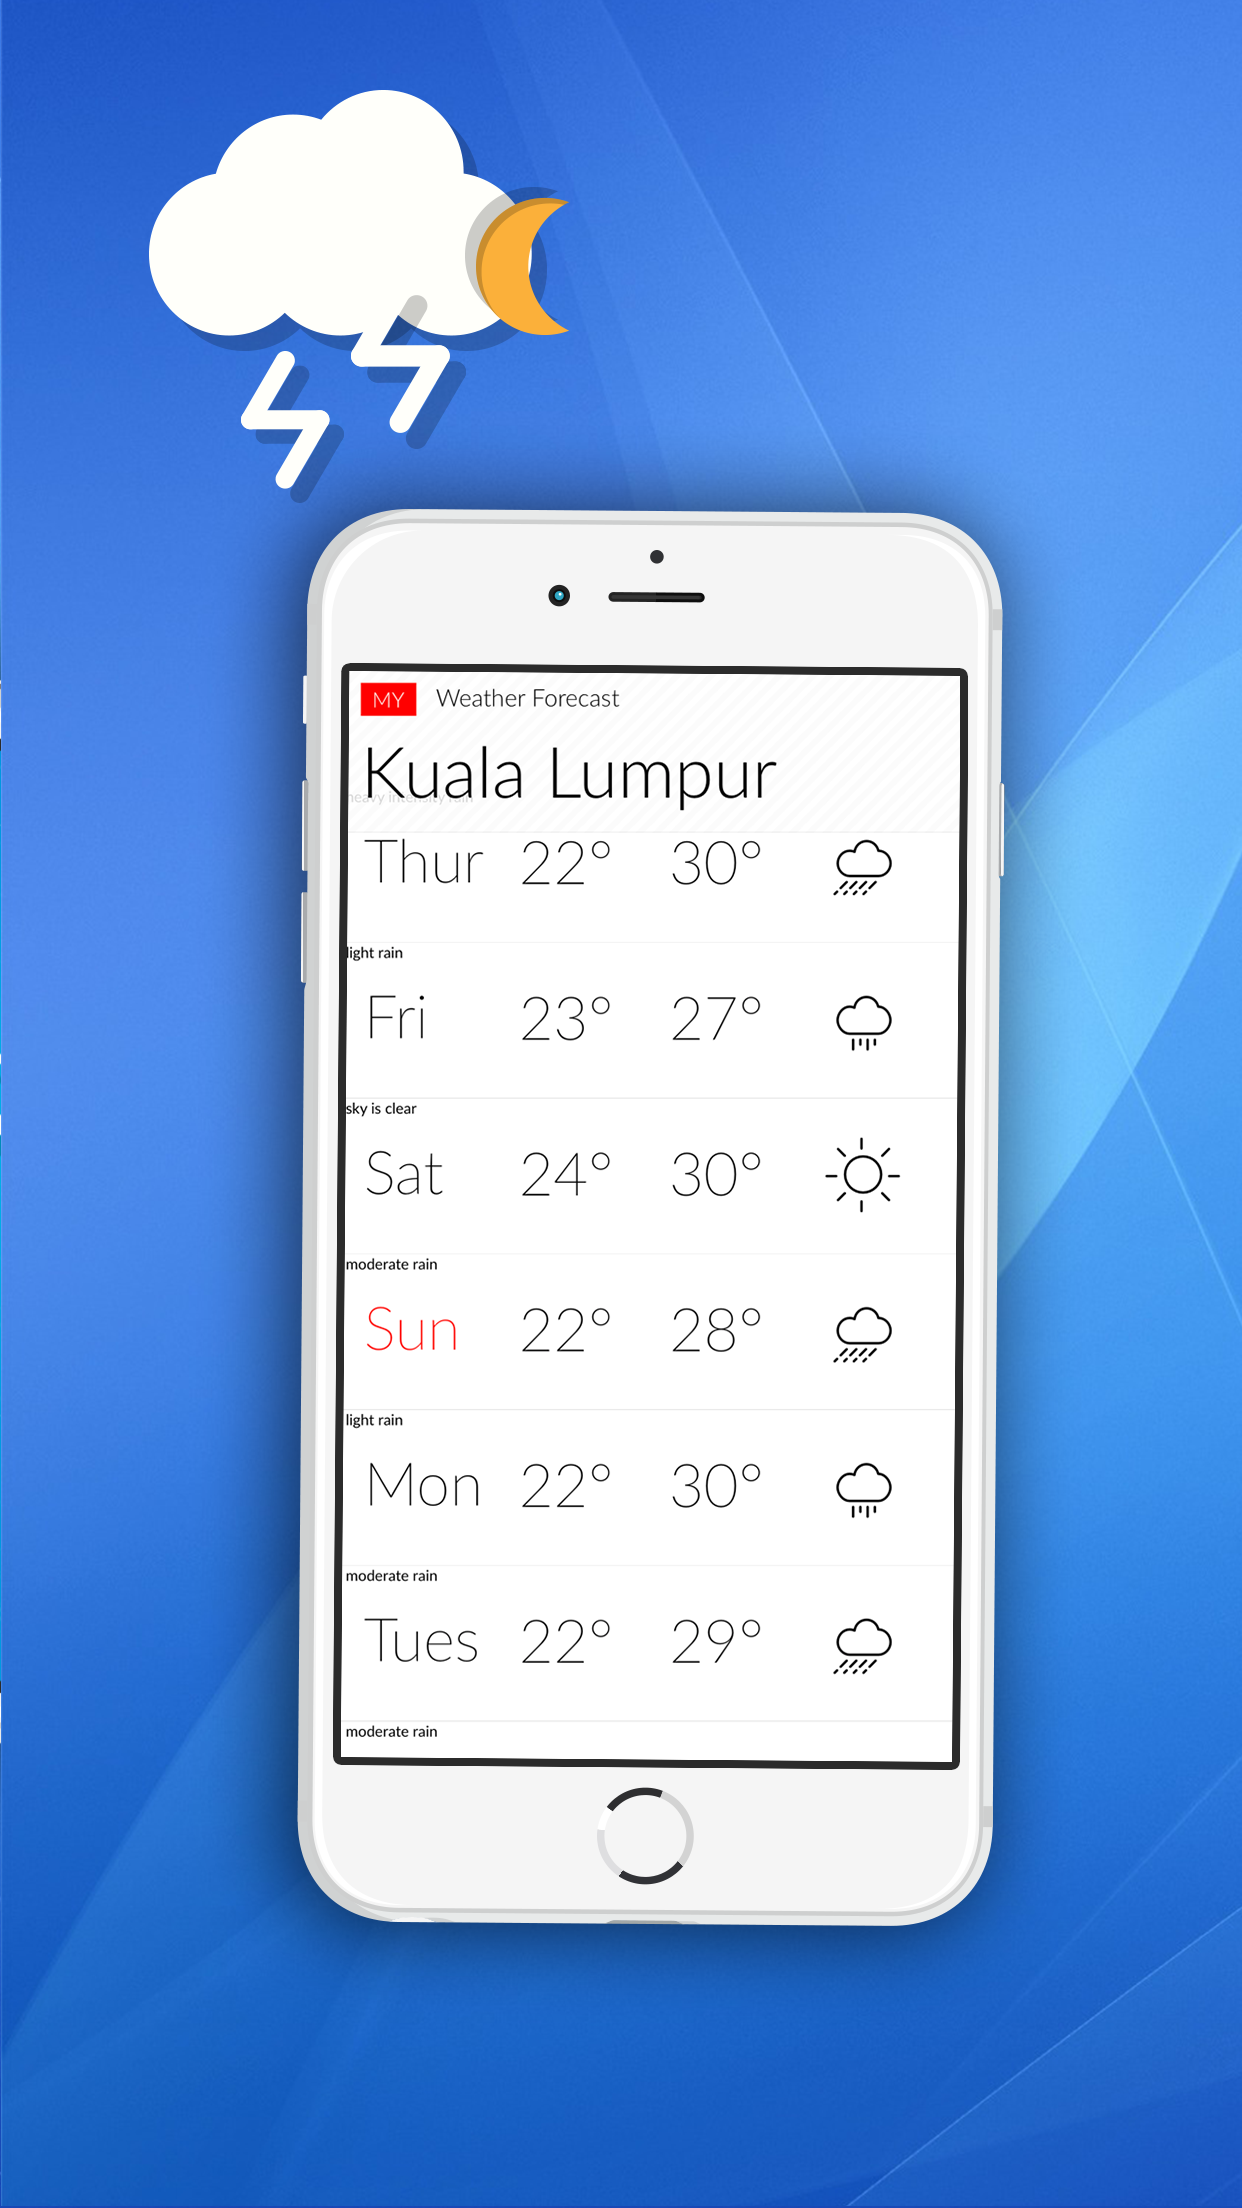 MY Weather Forecast
Kuala Lumpur
heavy intensity rain
Thur 22° 30°
light rain
Fri 23° 27°
sky is clear
Sat 24° 30°
moderate rain
Sun 22° 28°
light rain
Mon 22° 30°
moderate rain
Tues 22° 29°
moderate rain